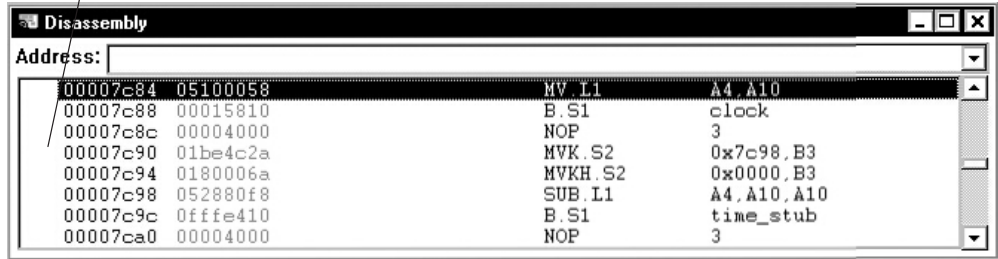 Disassembly
Address:
00007c84 05100058 MV.L1 A4,A10
00007c88 00015810 B.S1 clock
00007c8c 00004000 NOP 3
00007c90 01be4c2a MVK.S2 0x7c98,B3
00007c94 0180006a MVKH.S2 0x0000,B3
00007c98 052880f8 SUB.L1 A4,A10,A10
00007c9c 0fffe410 B.S1 time_stub
00007ca0 00004000 NOP 3